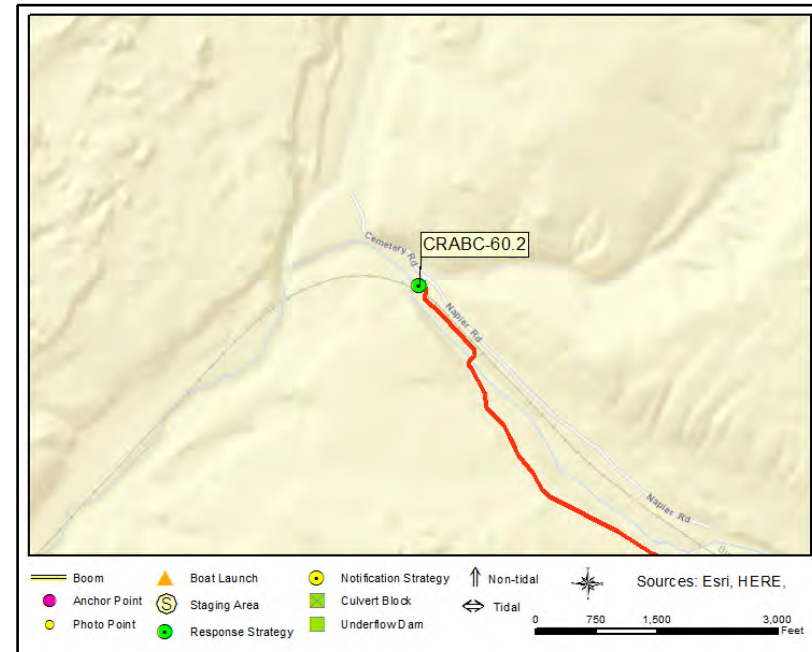 Cemetery Rd
CRABC-60.2
Napier Rd
Napier Rd
Boom
Anchor Point
Photo Point
Boat Launch
S Staging Area
Response Strategy
Notification Strategy
Culvert Block
Underflow Dam
Non-tidal
Tidal
Sources: Esri, HERE,
0 750 1,500 3,000
Feet